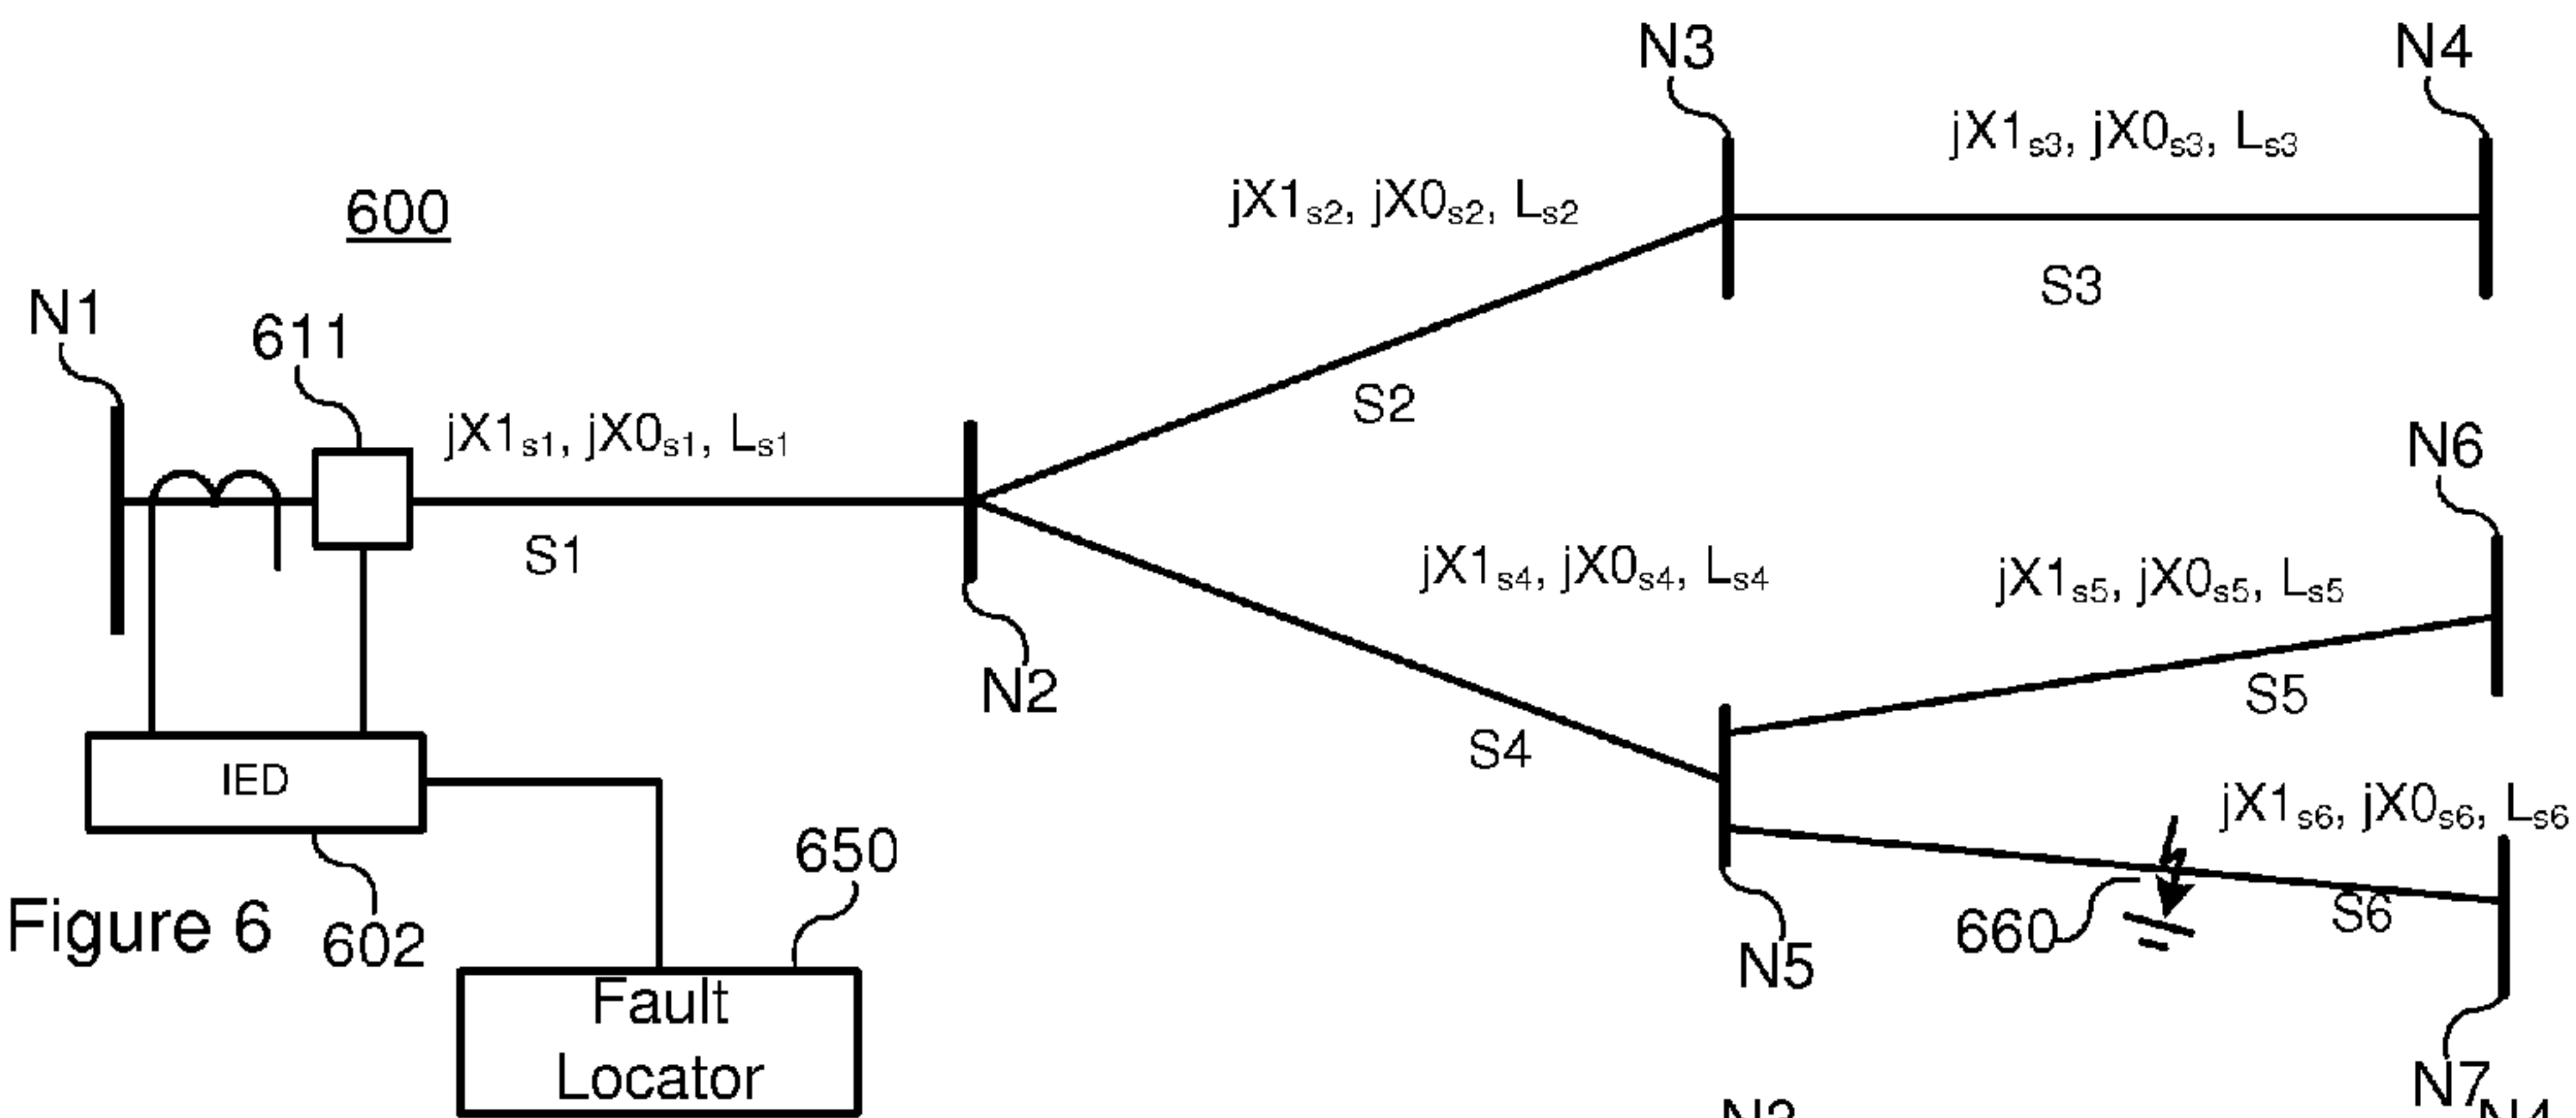 N3
N4
jX1s3, jX0s3, Ls3
600
jX1s2, jX0s2, Ls2
S3
N1
611
S2
jX1s1, jX0s1, Ls1
N6
S1
jX1s4, jX0s4, Ls4
jX1s5, jX0s5, Ls5
N2
S5
S4
IED
jX1s6, jX0s6, Ls6
650
Figure 6
602
660
S6
N5
Fault
Locator
N7
N3
N4